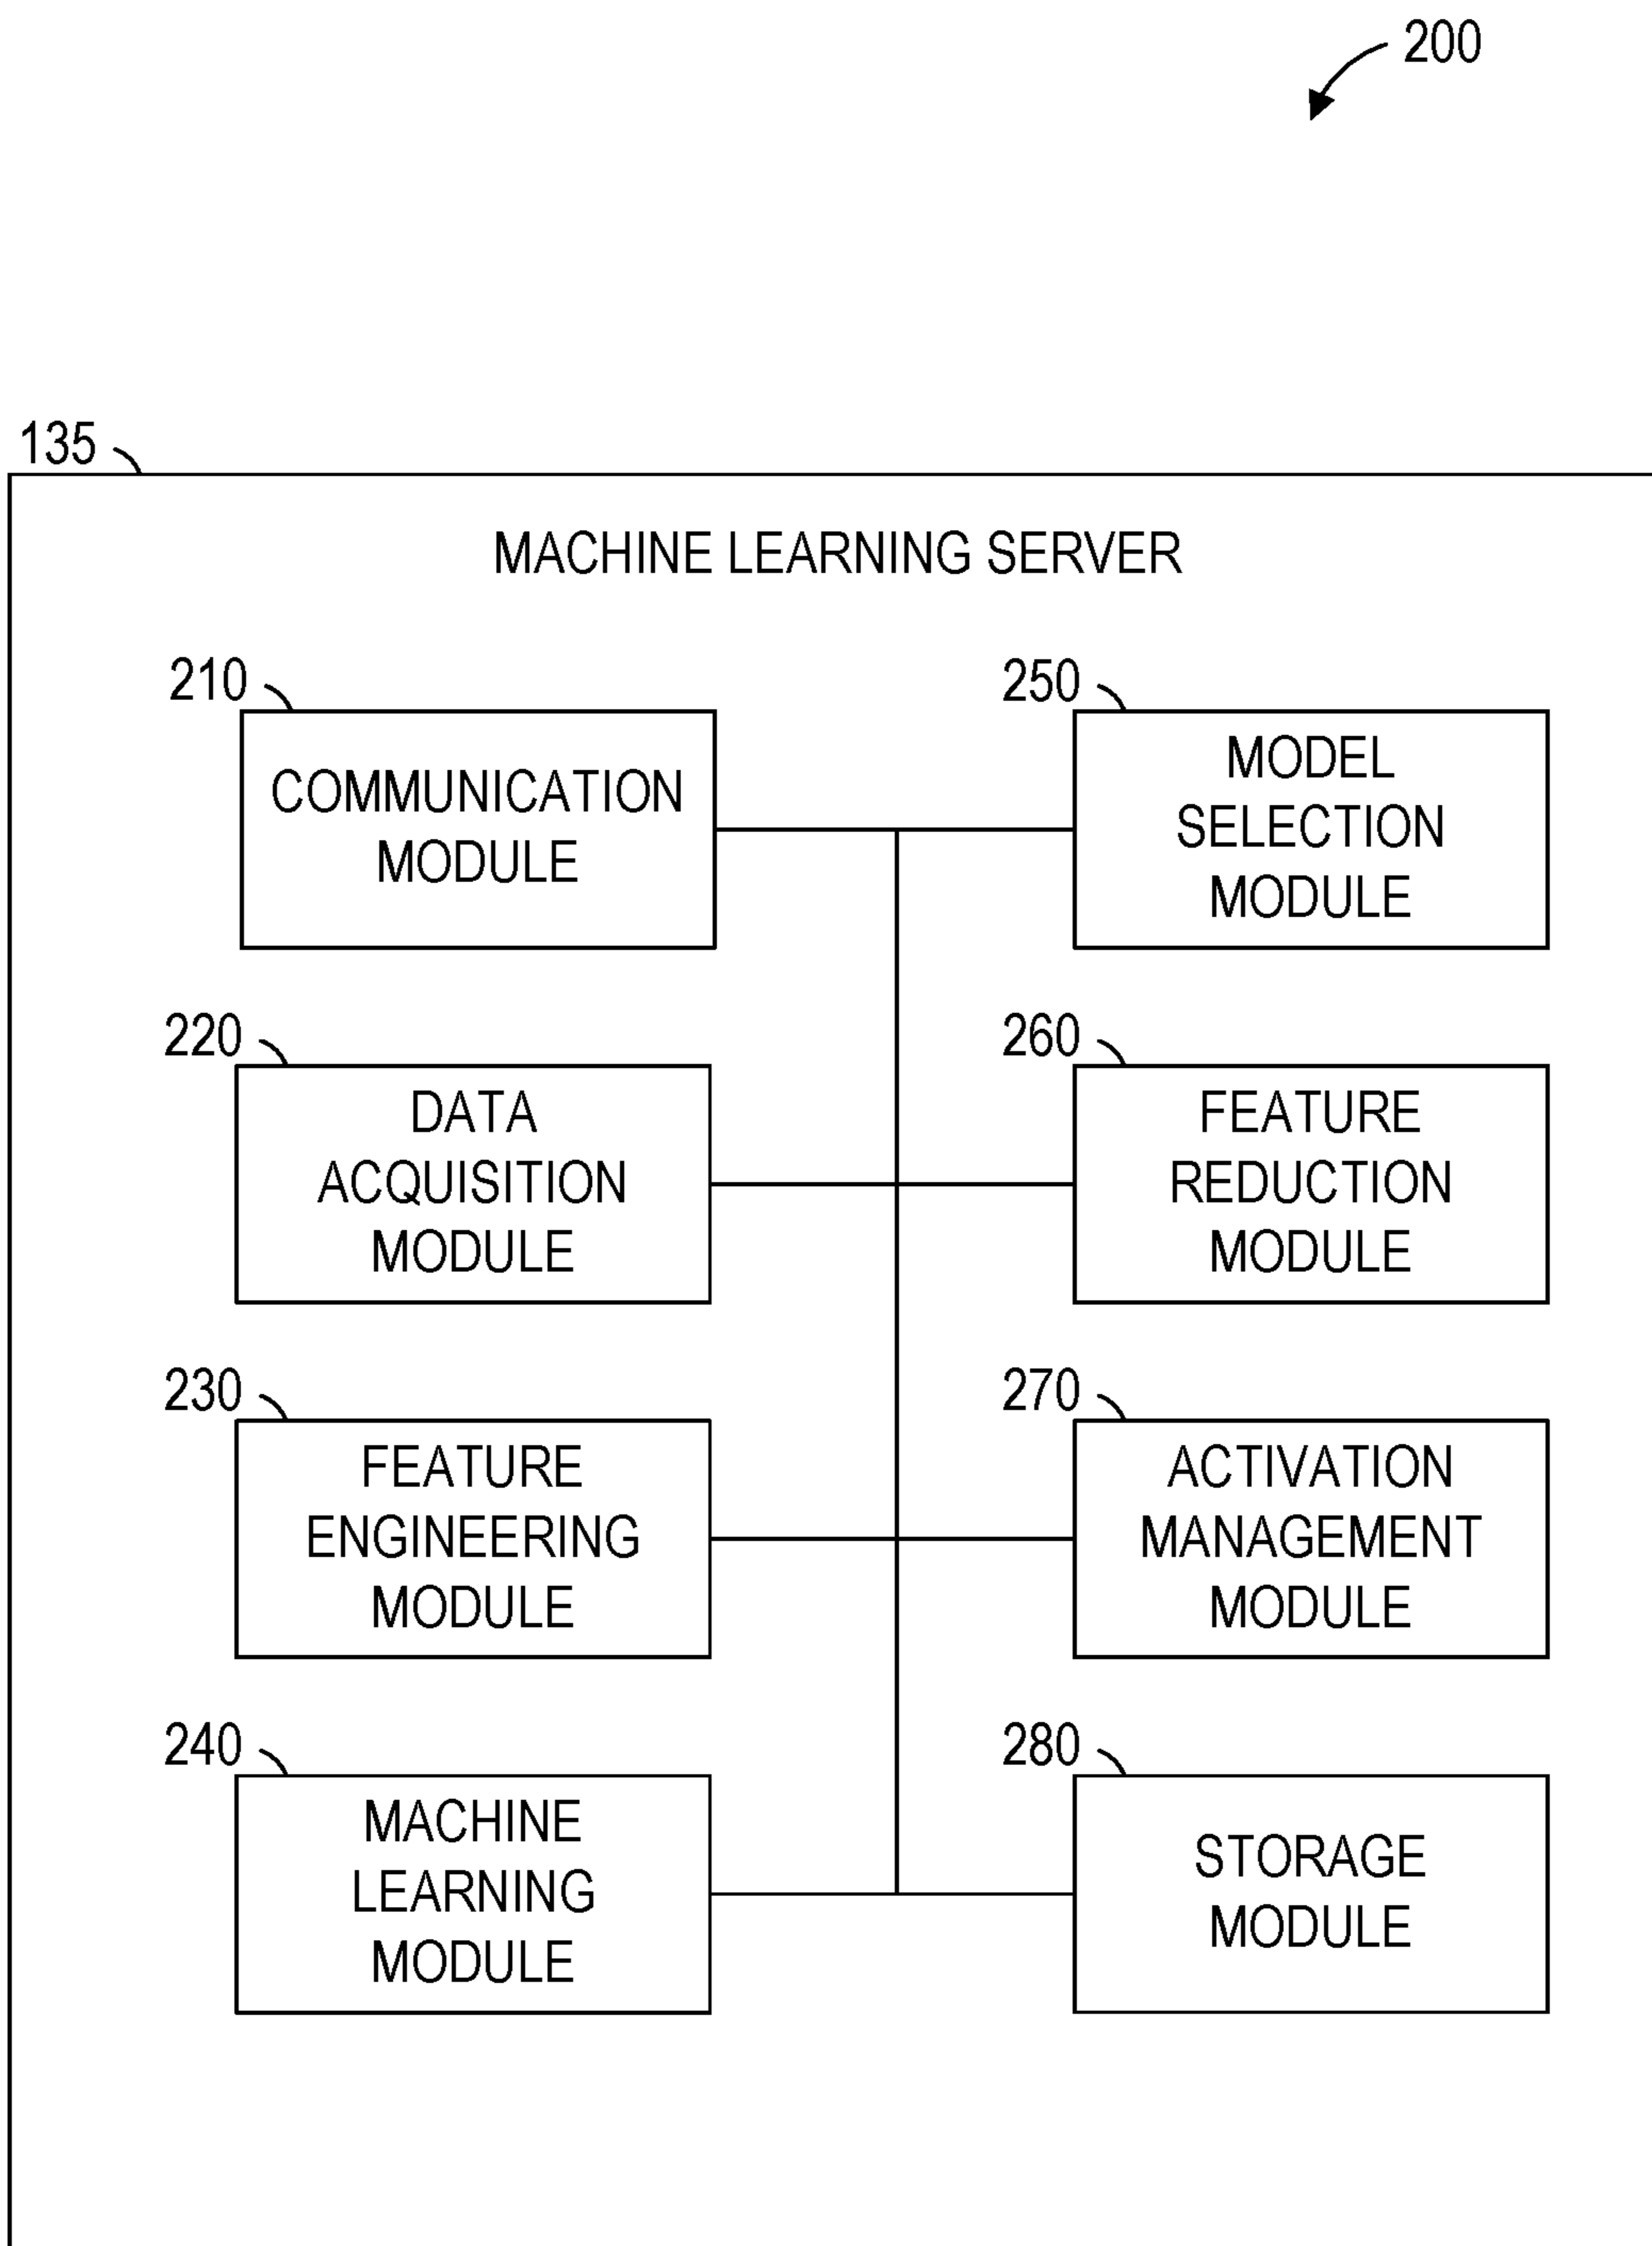 200
135
MACHINE LEARNING SERVER
210
COMMUNICATION
MODULE
250
MODEL
SELECTION
MODULE
220
DATA
ACQUISITION
MODULE
260
FEATURE
REDUCTION
MODULE
230
FEATURE
ENGINEERING
MODULE
270
ACTIVATION
MANAGEMENT
MODULE
240
MACHINE
LEARNING
MODULE
280
STORAGE
MODULE